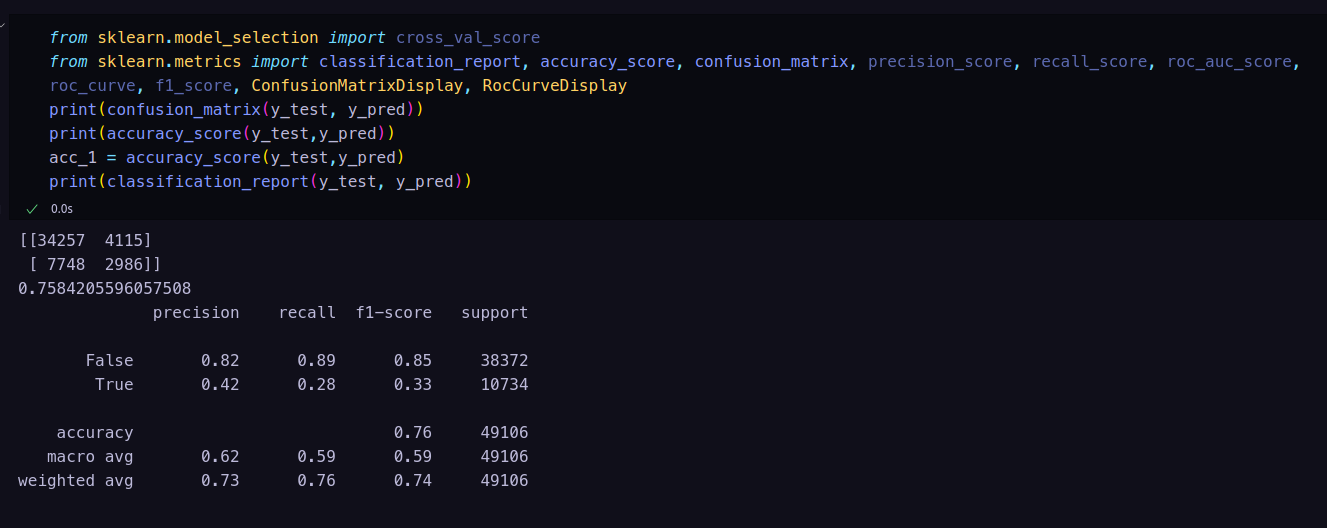 from sklearn.model_selection import cross_val_score
from sklearn.metrics import classification_report, accuracy_score, confusion_matrix, precision_score, recall_score, roc_auc_score,
roc_curve, f1_score, ConfusionMatrixDisplay, RocCurveDisplay
print(confusion_matrix(y_test, y_pred))
print(accuracy_score(y_test,y_pred))
acc_1 = accuracy_score(y_test,y_pred)
print(classification_report(y_test, y_pred))
✓ 0.0s
[[34257  4115]
 [ 7748  2986]]
0.7584205596057508
              precision    recall  f1-score   support
       False       0.82      0.89      0.85     38372
        True       0.42      0.28      0.33     10734
    accuracy                           0.76     49106
   macro avg       0.62      0.59      0.59     49106
weighted avg       0.73      0.76      0.74     49106